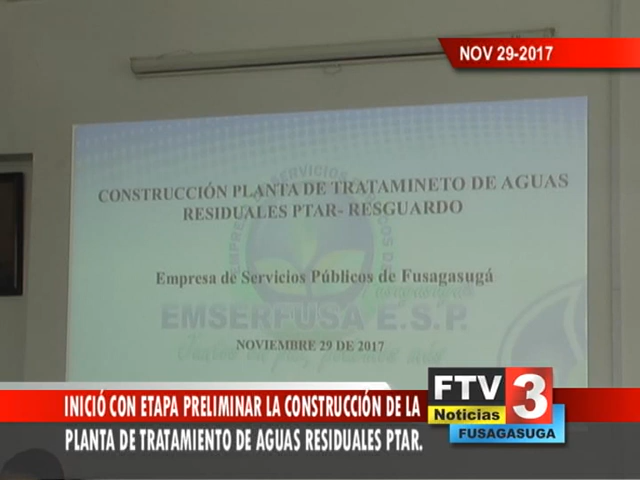 NOV 29-2017
CONSTRUCCIÓN PLANTA DE TRATAMINETO DE AGUAS
RESIDUALES PTAR- RESGUARDO
Empresa de Servicios Públicos de Fusagasugá
EMSERFUSA E.S.P.
NOVIEMBRE 29 DE 2017
INICIÓ CON ETAPA PRELIMINAR LA CONSTRUCCIÓN DE LA
PLANTA DE TRATAMIENTO DE AGUAS RESIDUALES PTAR.
FTV 3
Noticias
FUSAGASUGA